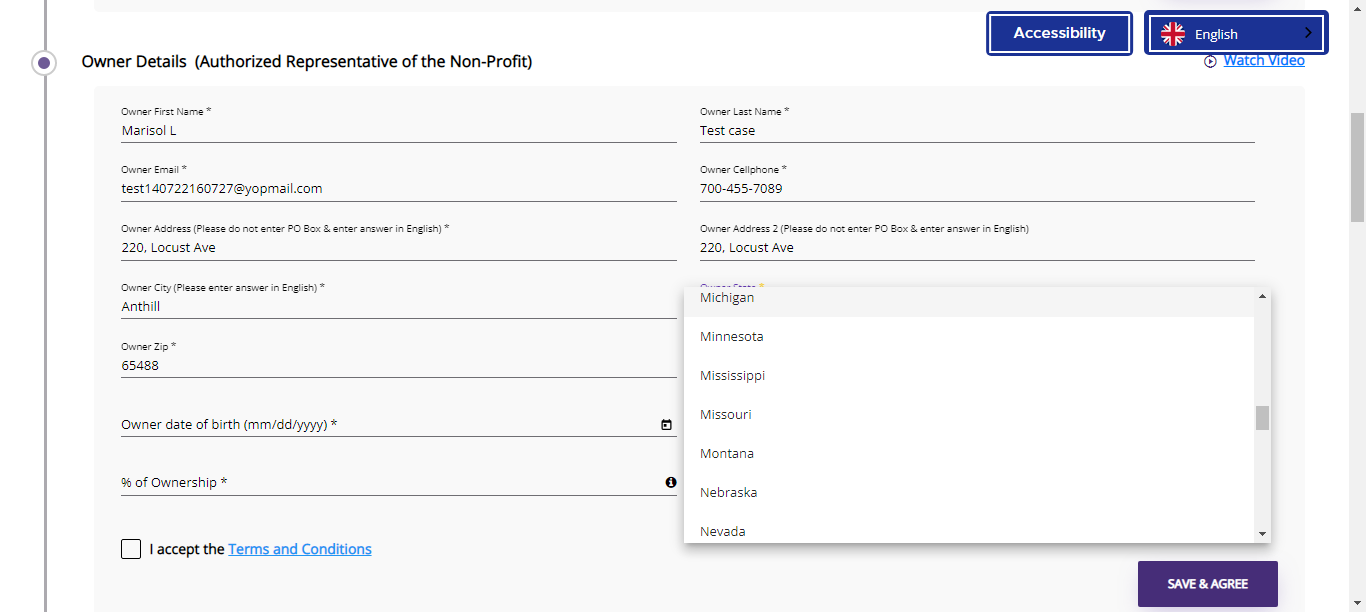 Accessibility
English
Owner Details (Authorized Representative of the Non-Profit)
Watch Video
Owner First Name *
Marisol L
Owner Last Name *
Test case
Owner Email *
test140722160727@yopmail.com
Owner Cellphone *
700-455-7089
Owner Address (Please do not enter PO Box & enter answer in English) *
220, Locust Ave
Owner Address 2 (Please do not enter PO Box & enter answer in English)
220, Locust Ave
Owner City (Please enter answer in English) *
Anthill
Owner State *
Michigan
Minnesota
Mississippi
Missouri
Montana
Nebraska
Nevada
Owner Zip *
65488
Owner date of birth (mm/dd/yyyy) *
% of Ownership *
I accept the Terms and Conditions
SAVE & AGREE